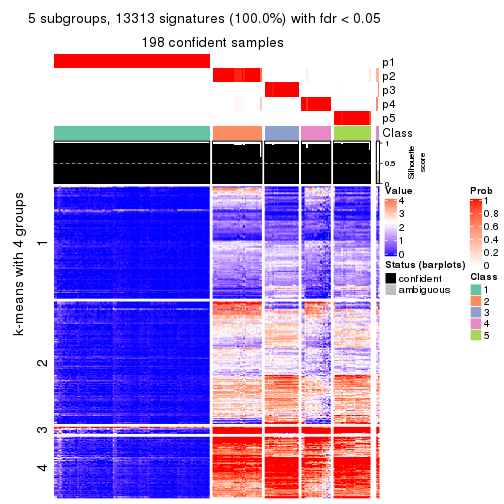 5 subgroups, 13313 signatures (100.0%) with fdr < 0.05
198 confident samples
p1
p2
p3
p4
p5
Class
1
0.5
0
Silhouette
score
k-means with 4 groups
1
2
3
4
Value
4
3
2
1
0
Status (barplots)
confident
ambiguous
Prob
1
0.8
0.6
0.4
0.2
0
Class
1
2
3
4
5